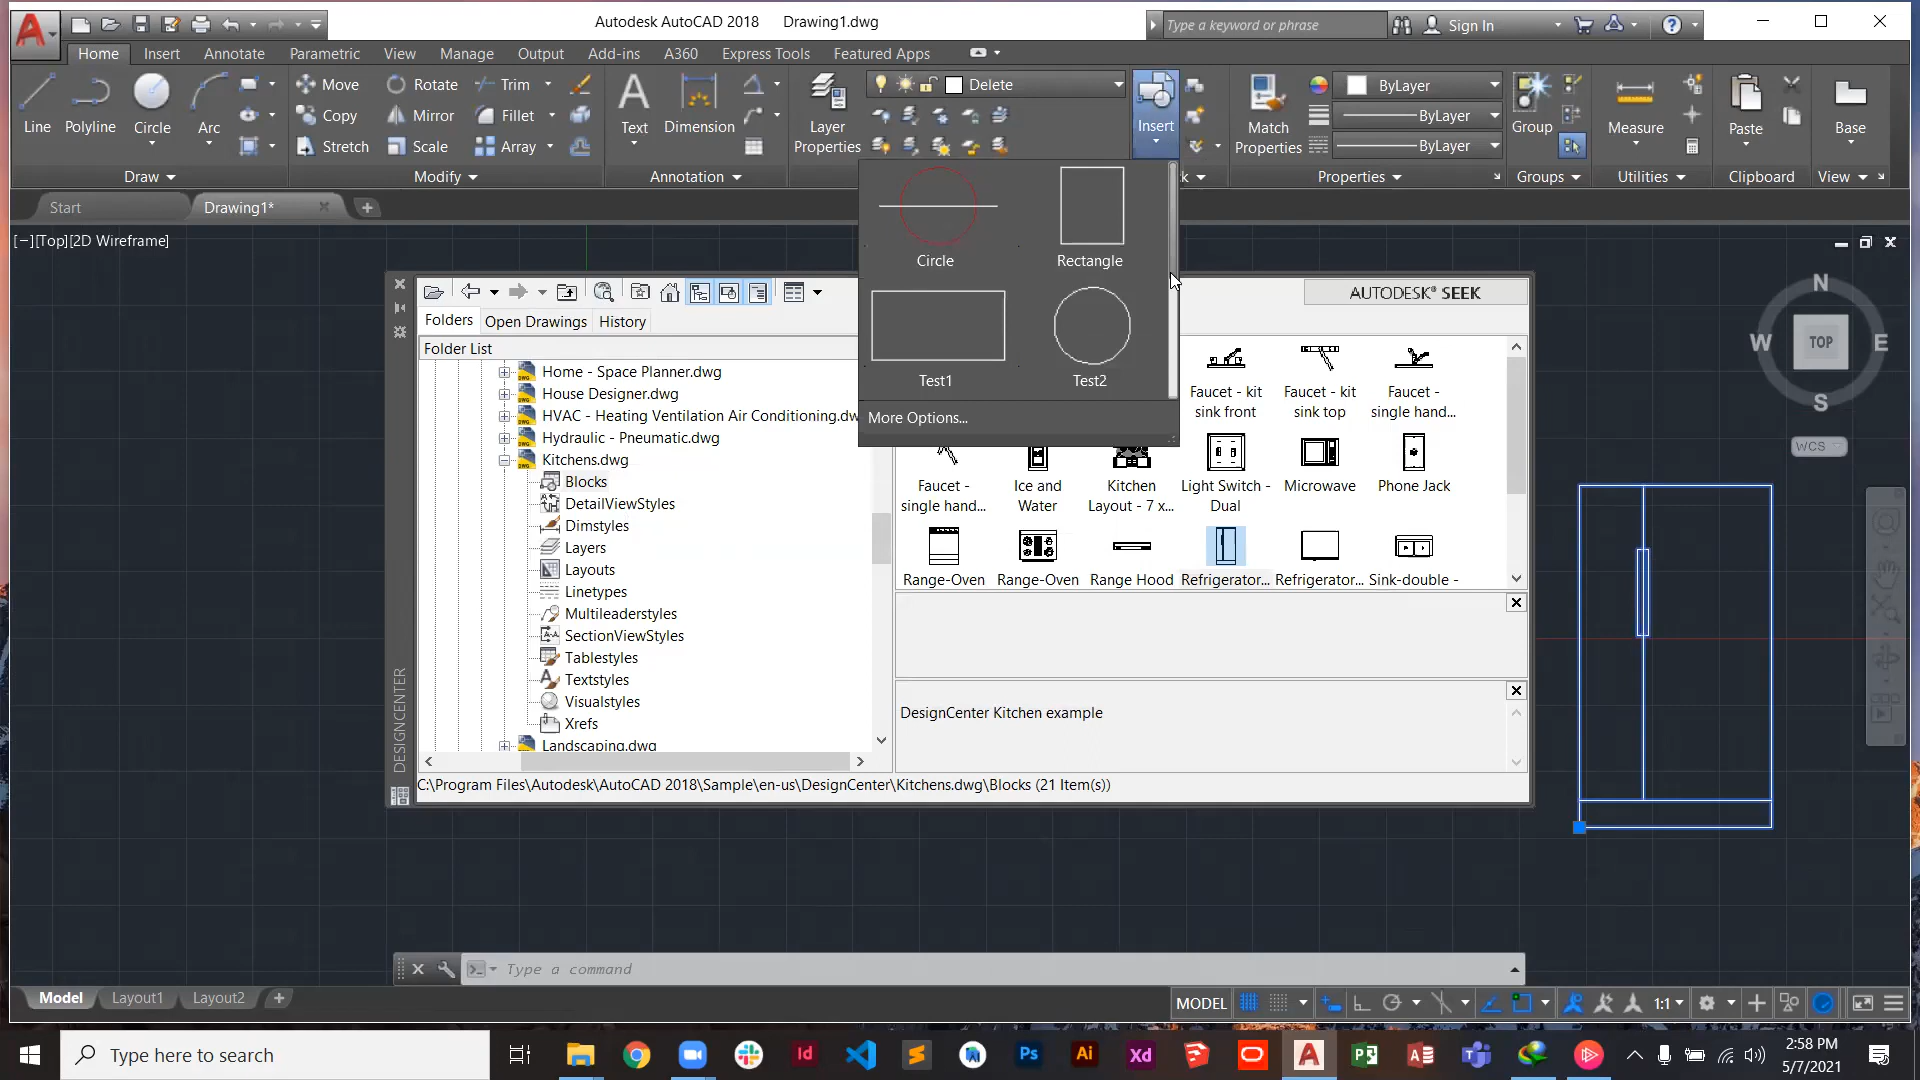 Autodesk AutoCAD 2018 Drawing1.dwg
Type a keyword or phrase
Sign In
Home Insert Annotate Parametric View Manage Output Add-ins A360 Express Tools Featured Apps
Line Polyline Circle Arc
Move Rotate Trim
Copy Mirror Fillet
Stretch Scale Array
Text Dimension
Layer Properties
Delete
Insert
Match Properties
ByLayer
ByLayer
ByLayer
Group
Measure
Paste
Base
Draw Modify Annotation Properties Groups Utilities Clipboard View
Start Drawing1*
[−][Top][2D Wireframe]
Circle Rectangle
Test1 Test2
More Options...
AUTODESK® SEEK
Folders Open Drawings History
Folder List
Home - Space Planner.dwg
House Designer.dwg
HVAC - Heating Ventilation Air Conditioning.dw
Hydraulic - Pneumatic.dwg
Kitchens.dwg
Blocks
DetailViewStyles
Dimstyles
Layers
Layouts
Linetypes
Multileaderstyles
SectionViewStyles
Tablestyles
Textstyles
Visualstyles
Xrefs
Landscaping.dwg
Faucet - kit sink front
Faucet - kit sink top
Faucet - single hand...
Faucet - single hand...
Ice and Water
Kitchen Layout - 7 x...
Light Switch - Dual
Microwave
Phone Jack
Range-Oven Range-Oven Range Hood Refrigerator... Refrigerator... Sink-double -
DesignCenter Kitchen example
C:\Program Files\Autodesk\AutoCAD 2018\Sample\en-us\DesignCenter\Kitchens.dwg\Blocks (21 Item(s))
DESIGNCENTER
N
W TOP E
S
WCS
Type a command
Model Layout1 Layout2
MODEL
1:1
Type here to search
2:58 PM
5/7/2021